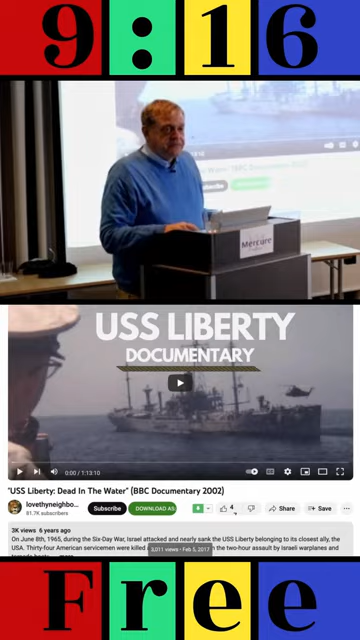 9:16
Mercure
USS LIBERTY
DOCUMENTARY
0:00 / 1:13:10
"USS Liberty: Dead In The Water" (BBC Documentary 2002)
lovethyneighbo...
81.7K subscribers
Subscribe
DOWNLOAD AS:
4
Share
Save
3K views 6 years ago
On June 8th, 1965, during the Six-Day War, Israel attacked and nearly sank the USS Liberty belonging to its closest ally, the
USA. Thirty-four American servicemen were killed
3,011 views • Feb 5, 2017
n the two-hour assault by Israeli warplanes and
Free